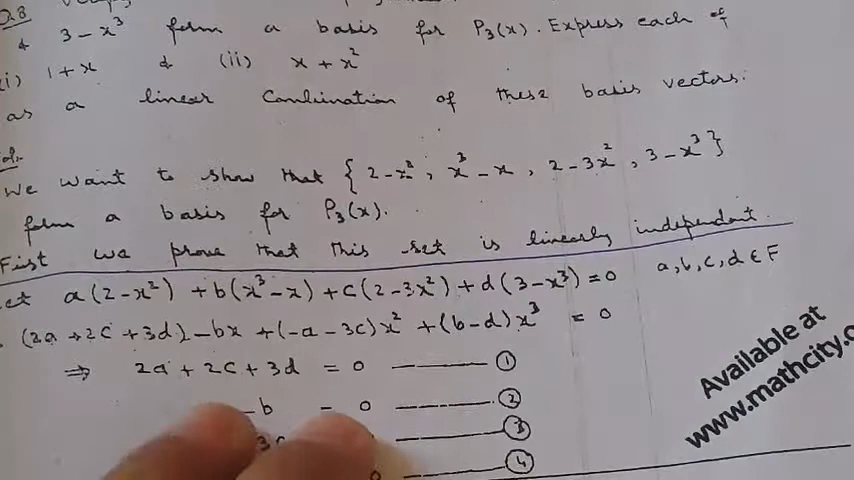 Q.8
& 3 - x³ form a basis for P₃(x). Express each of
(i) 1 + x & (ii) x + x²
as a linear Combination of these basis vectors.
Sol:
We want to show that {2 - x², x³ - x, 2 - 3x², 3 - x³}
form a basis for P₃(x).
First we prove that this set is linearly independent.
Let a(2 - x²) + b(x³ - x) + c(2 - 3x²) + d(3 - x³) = 0 a, b, c, d ∈ F
(2a + 2c + 3d) - bx + (-a - 3c)x² + (b - d)x³ = 0
⇒ 2a + 2c + 3d = 0 ——— ①
-b = 0 ——— ②
——— ③
0 ——— ④
Available at
www.mathcity.o